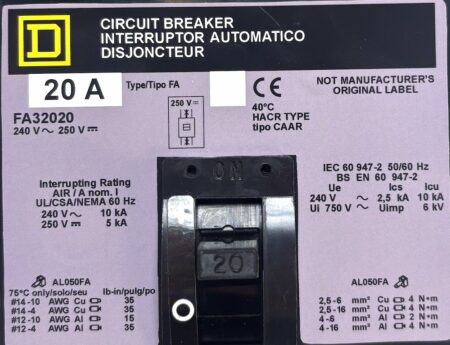 D
CIRCUIT BREAKER
INTERRUPTOR AUTOMATICO
DISJONCTEUR
20 A
Type/Tipo FA
CE
NOT MANUFACTURER'S
ORIGINAL LABEL
FA32020
240 V ~ 250 V ⎓
250 V ⎓
40°C
HACR TYPE
tipo CAAR
Interrupting Rating
AIR / A nom. I
UL/CSA/NEMA 60 Hz
240 V ~ 10 kA
250 V ⎓ 5 kA
IEC 60 947-2 50/60 Hz
BS EN 60 947-2
Ue Ics Icu
240 V ~ 2,5 kA 10 kA
Ui 750 V ~ Uimp 6 kV
ON
20
AL050FA
75°C only/solo/seu lb-in/pulg/po
#14-10 AWG Cu 35
#14-4 AWG Cu 35
#12-10 AWG Al 15
#12-4 AWG Al 35
AL050FA
2,5-6 mm² Cu 4 N•m
2,5-16 mm² Cu 4 N•m
4-6 mm² Al 2 N•m
4-16 mm² Al 4 N•m